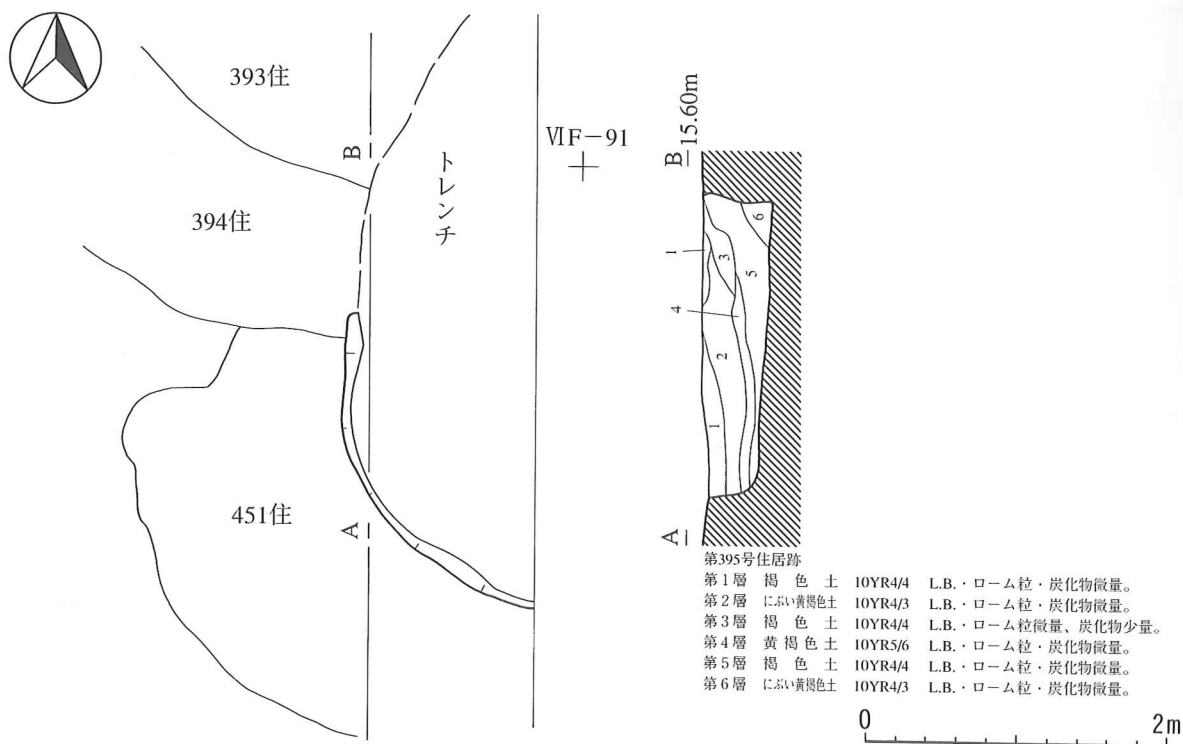 393住
394住
451住
トレンチ
B
A
ⅥF-91
B 15.60m
A
1
3
6
5
4
2
1
第395号住居跡
第1層 褐色土 10YR4/4 L.B.・ローム粒・炭化物微量。
第2層 にぶい黄褐色土 10YR4/3 L.B.・ローム粒・炭化物微量。
第3層 褐色土 10YR4/4 L.B.・ローム粒微量、炭化物少量。
第4層 黄褐色土 10YR5/6 L.B.・ローム粒・炭化物微量。
第5層 褐色土 10YR4/4 L.B.・ローム粒・炭化物微量。
第6層 にぶい黄褐色土 10YR4/3 L.B.・ローム粒・炭化物微量。
0 2m